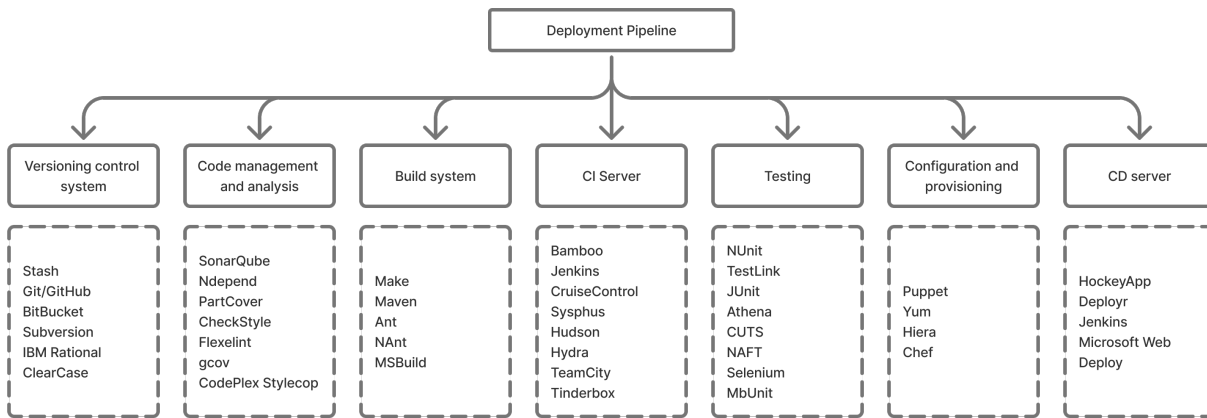 Deployment Pipeline
Versioning control
system
Code management
and analysis
Build system
CI Server
Testing
Configuration and
provisioning
CD server
Stash
Git/GitHub
BitBucket
Subversion
IBM Rational
ClearCase
SonarQube
Ndepend
PartCover
CheckStyle
Flexelint
gcov
CodePlex Stylecop
Make
Maven
Ant
NAnt
MSBuild
Bamboo
Jenkins
CruiseControl
Sysphus
Hudson
Hydra
TeamCity
Tinderbox
NUnit
TestLink
JUnit
Athena
CUTS
NAFT
Selenium
MbUnit
Puppet
Yum
Hiera
Chef
HockeyApp
Deployr
Jenkins
Microsoft Web
Deploy